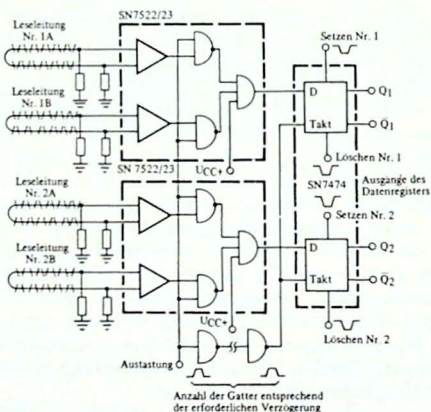 SN7522/23
Leseleitung
Nr. 1A
Setzen Nr. 1
Leseleitung
Nr. 1B
D
Takt
Q1
Q̄1
Löschen Nr. 1
UCC+
SN 7522/23
Ausgänge des
Datenregisters
SN7474
Leseleitung
Nr. 2A
Setzen Nr. 2
Leseleitung
Nr. 2B
D
Takt
Q2
Q̄2
UCC+
Löschen Nr. 2
Austastung
Anzahl der Gatter entsprechend
der erforderlichen Verzögerung